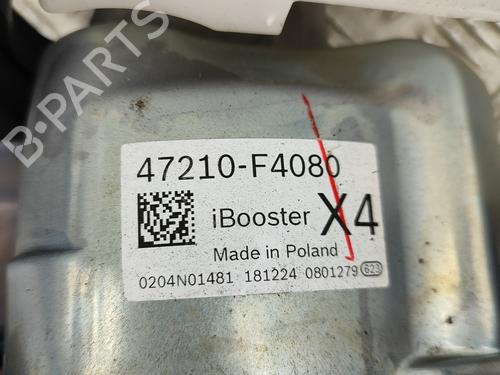 B-PARTS
47210-F4080
iBooster X4
Made in Poland
0204N01481 181224 0801279 623